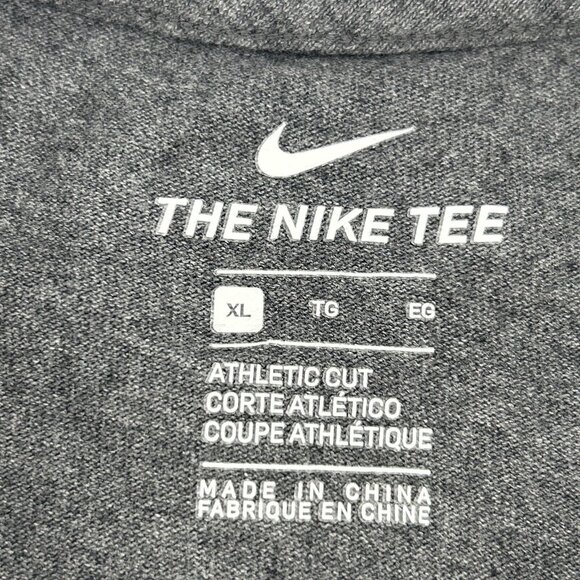 THE NIKE TEE
XL TG EG
ATHLETIC CUT
CORTE ATLÉTICO
COUPE ATHLÉTIQUE
MADE IN CHINA
FABRIQUE EN CHINE